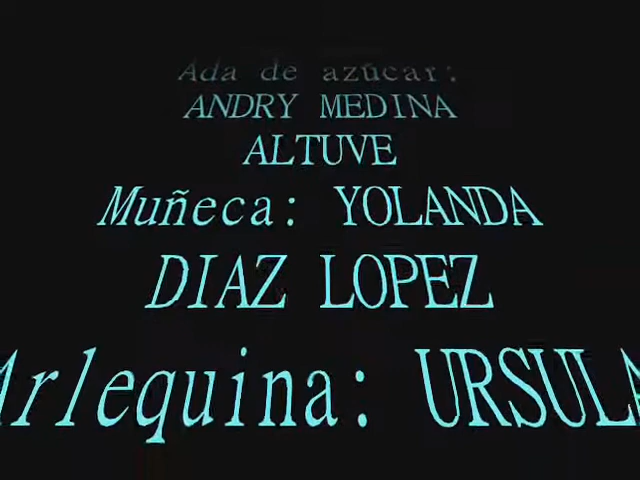 Ada de azúcar:
ANDRY MEDINA
ALTUVE
Muñeca: YOLANDA
DIAZ LOPEZ
Arlequina: URSULA